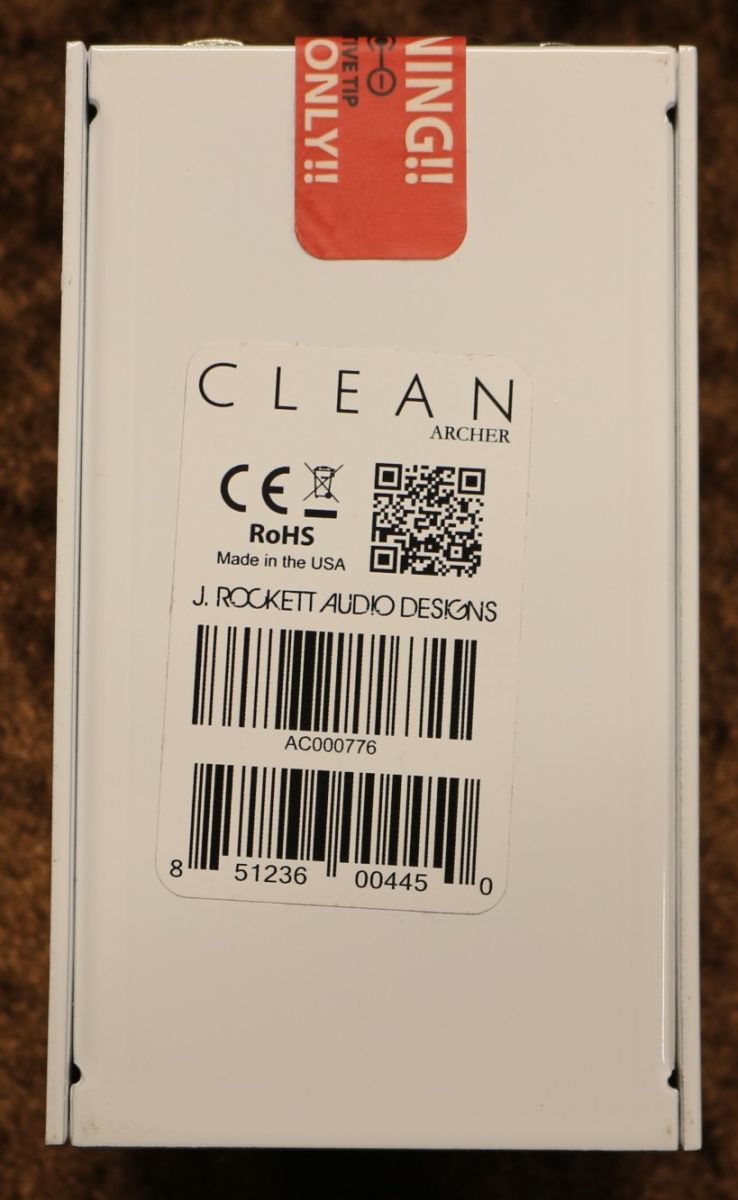 NING!!
IVE TIP
ONLY!!
CLEAN
ARCHER
CE
RoHS
Made in the USA
J. ROCKETT AUDIO DESIGNS
AC000776
8 51236 00445 0